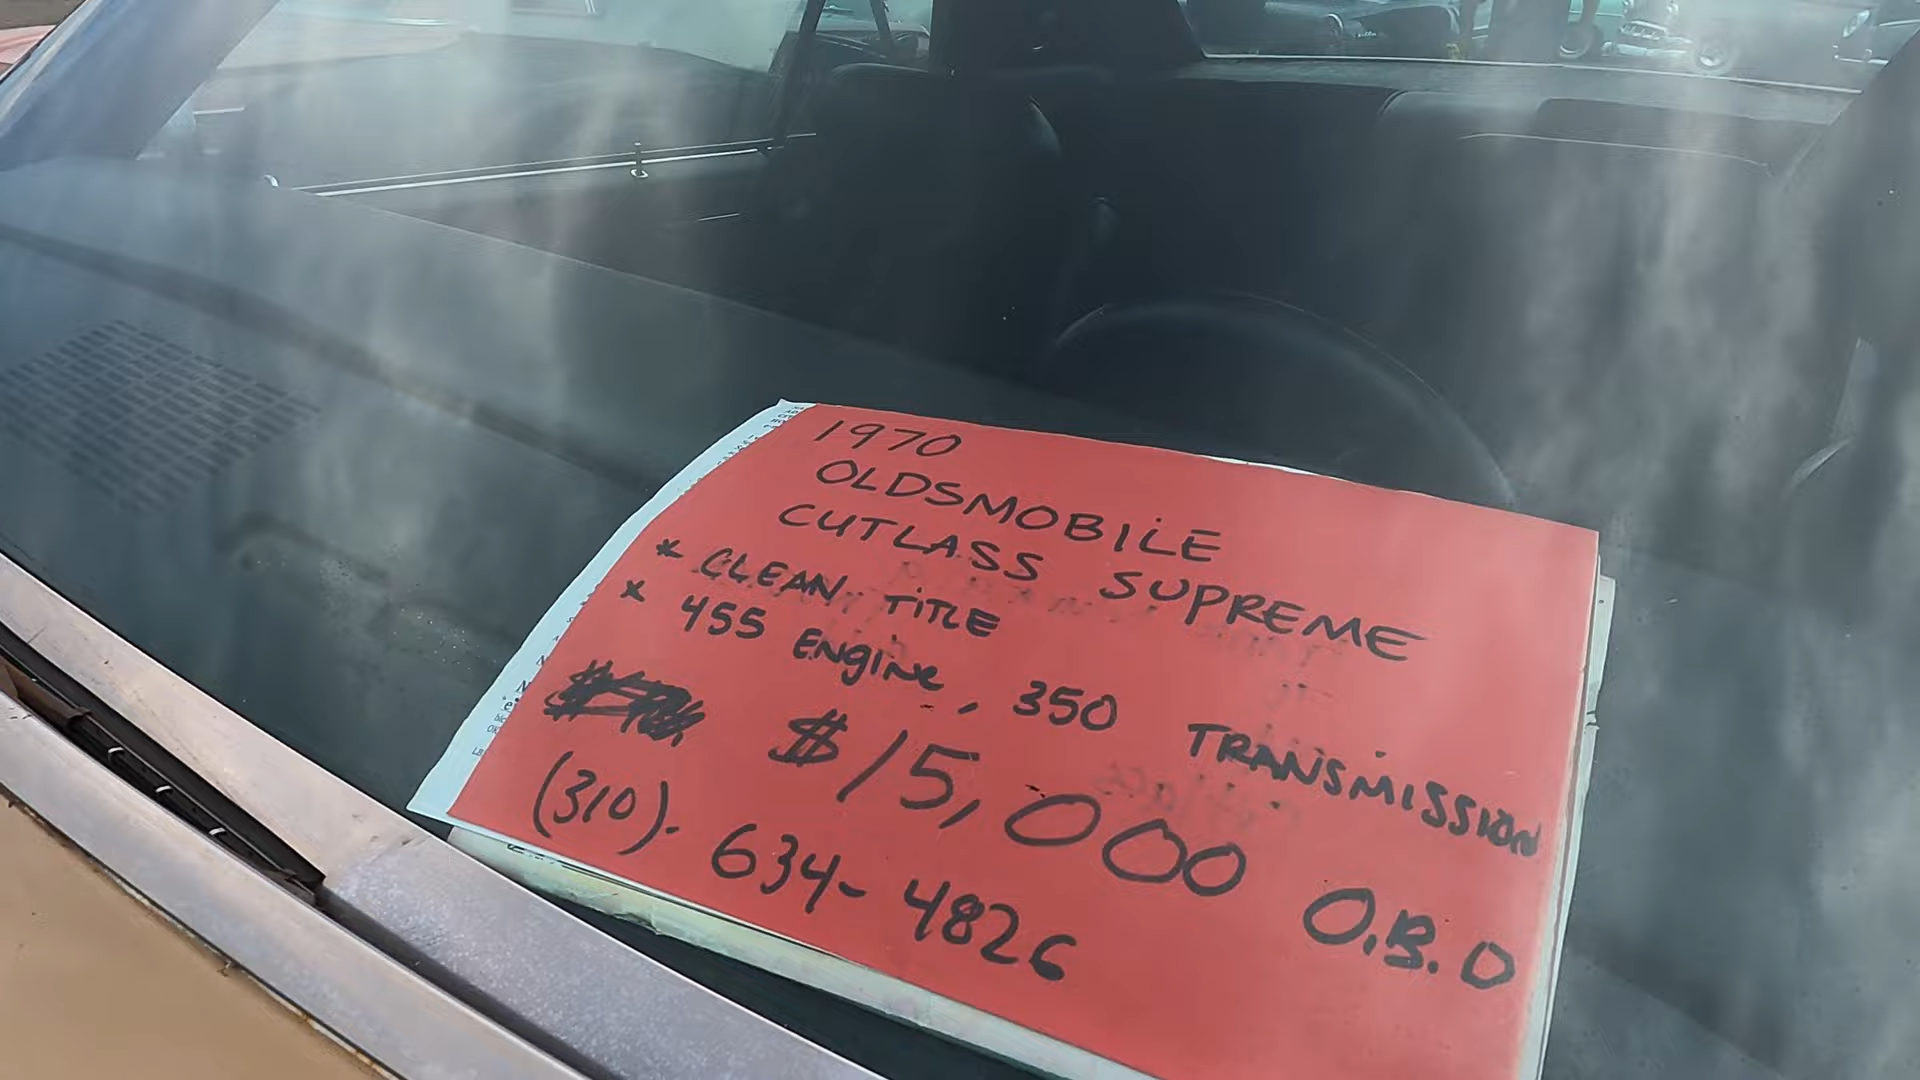 1970
OLDSMOBILE
CUTLASS SUPREME
* CLEAN TITLE
* 455 ENGINE, 350 TRANSMISSION
$15,000 O.B.O
(310)-634-4826